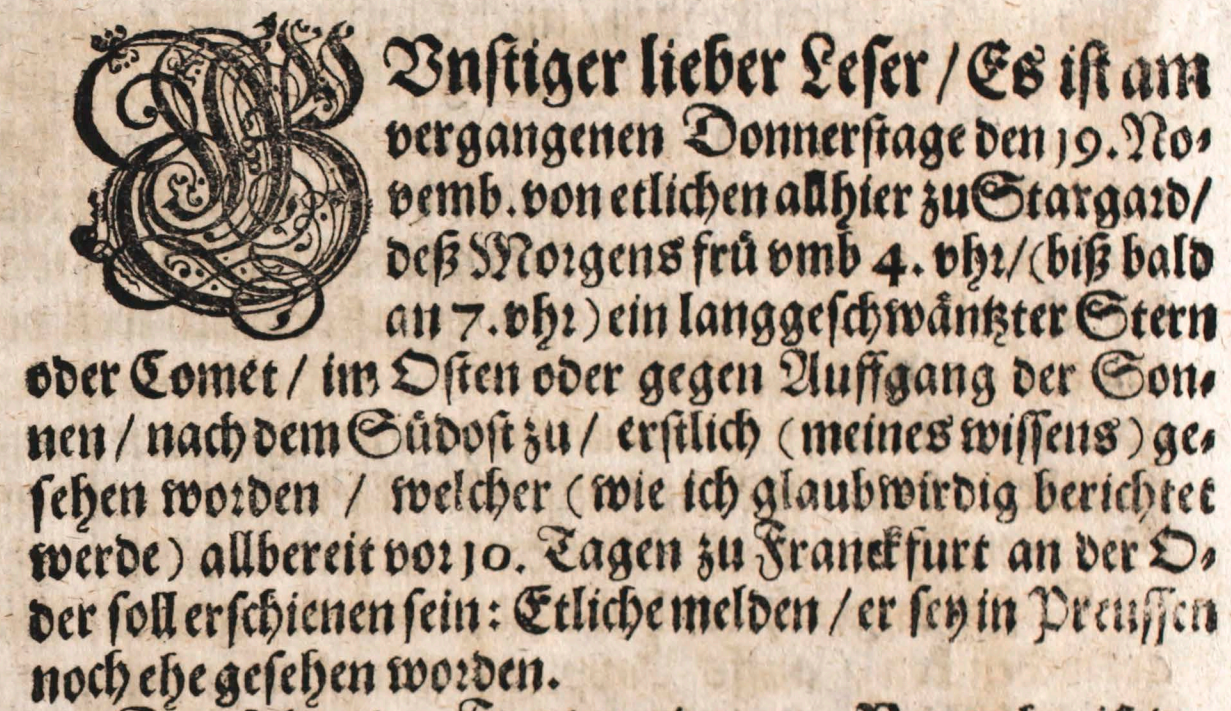 GVnſtiger lieber Leſer / Es iſt am
vergangenen Donnerſtage den 19. No⸗
vemb. von etlichen allhier zu Stargard /
deß Morgens frü vmb 4. vhr / (biß bald
an 7. vhr) ein langgeſchwäntzter Stern
oder Comet / im Oſten oder gegen Auffgang der Son⸗
nen / nach dem Südoſt zu / erſtlich (meines wiſſens) ge⸗
ſehen worden / welcher (wie ich glaubwirdig berichtet
werde) allbereit vor 10. Tagen zu Franckfurt an der O⸗
der ſoll erſchienen ſein: Etliche melden / er ſey in Preuſſen
noch ehe geſehen worden.